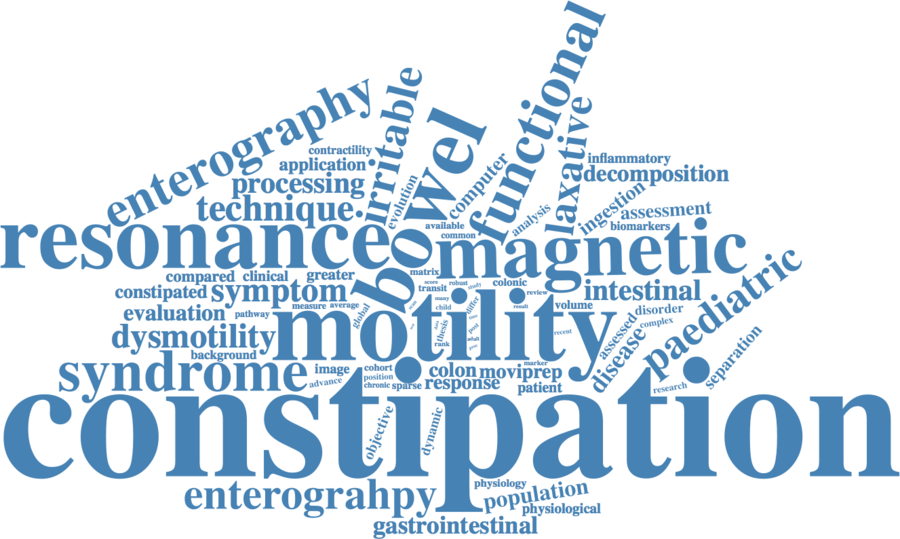 functional
irritable
enterography
laxative
bowel
contractility
application
computer
inflammatory
processing
decomposition
evolution
ingestion
technique
analysis
assessment
available
biomarkers
common
resonance
magnetic
compared
clinical
greater
matrix
score
robust
study
colonic
transit
constipated
symptom
intestinal
paediatric
measure
average
many
differ
review
child
result
volume
evaluation
pathway
global
disorder
complex
assessed
motility
thesis
recent
dysmotility
rank
adult
background
disease
separation
syndrome
image
cohort
colon
moviprep
marker
position
advance
chronic
sparse
response
patient
research
constipation
objective
dynamic
enterograhpy
physiology
population
physiological
gastrointestinal